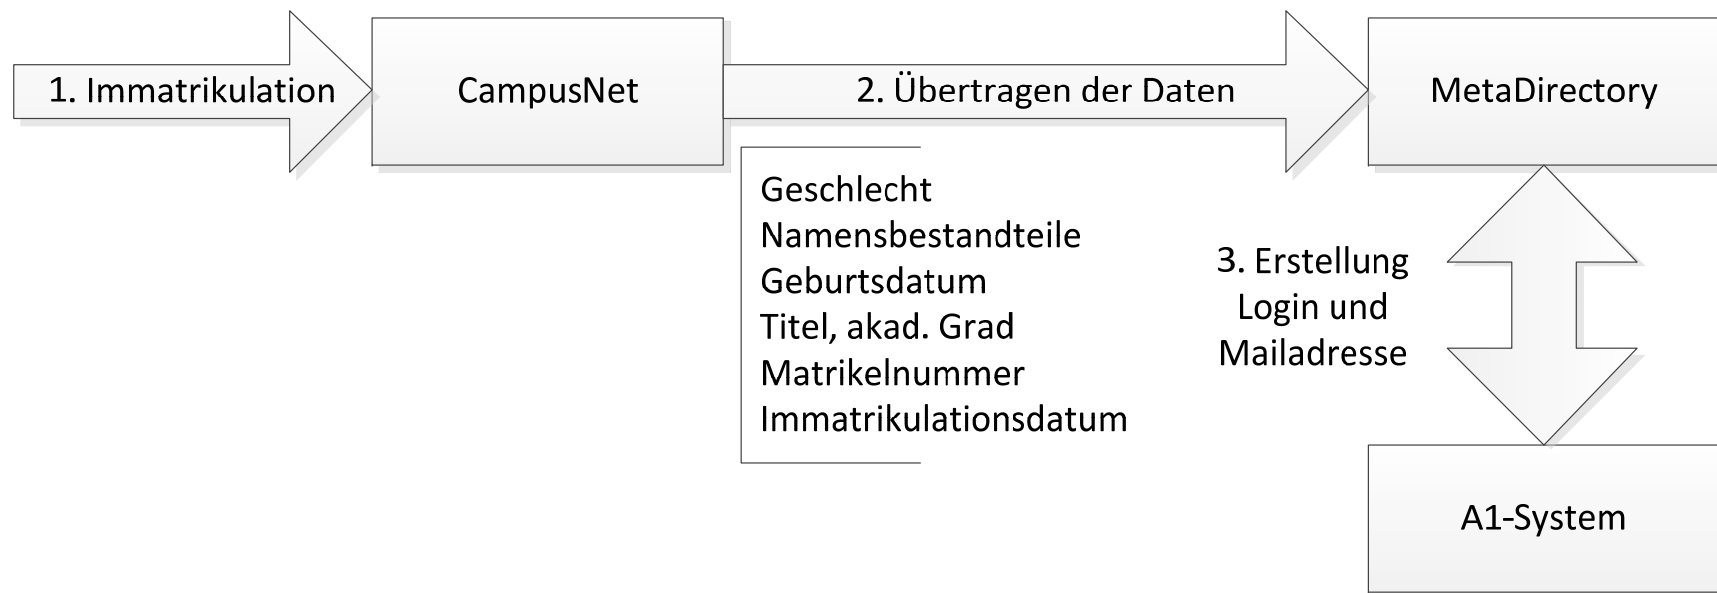 1. Immatrikulation
CampusNet
2. Übertragen der Daten
MetaDirectory
Geschlecht
Namensbestandteile
Geburtsdatum
Titel, akad. Grad
Matrikelnummer
Immatrikulationsdatum
3. Erstellung
Login und
Mailadresse
A1-System